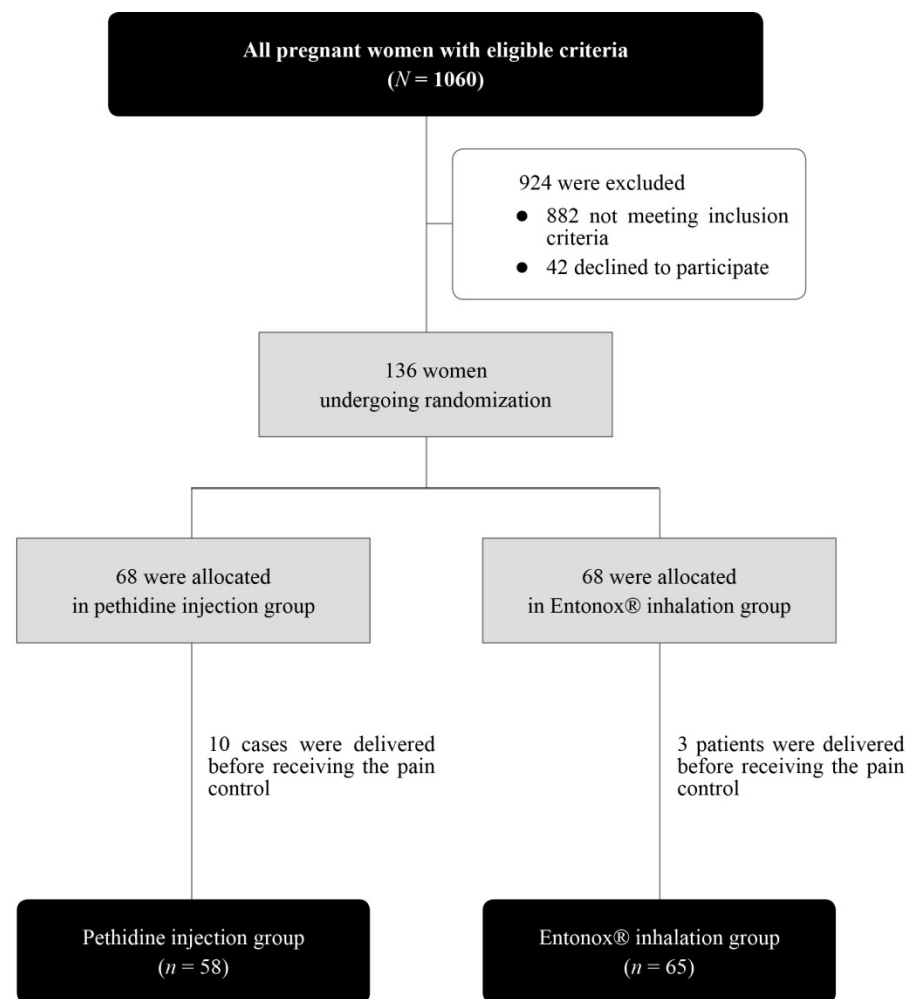 All pregnant women with eligible criteria
(N = 1060)
924 were excluded
● 882 not meeting inclusion
criteria
● 42 declined to participate
136 women
undergoing randomization
68 were allocated
in pethidine injection group
68 were allocated
in Entonox® inhalation group
10 cases were delivered
before receiving the pain
control
3 patients were delivered
before receiving the pain
control
Pethidine injection group
(n = 58)
Entonox® inhalation group
(n = 65)